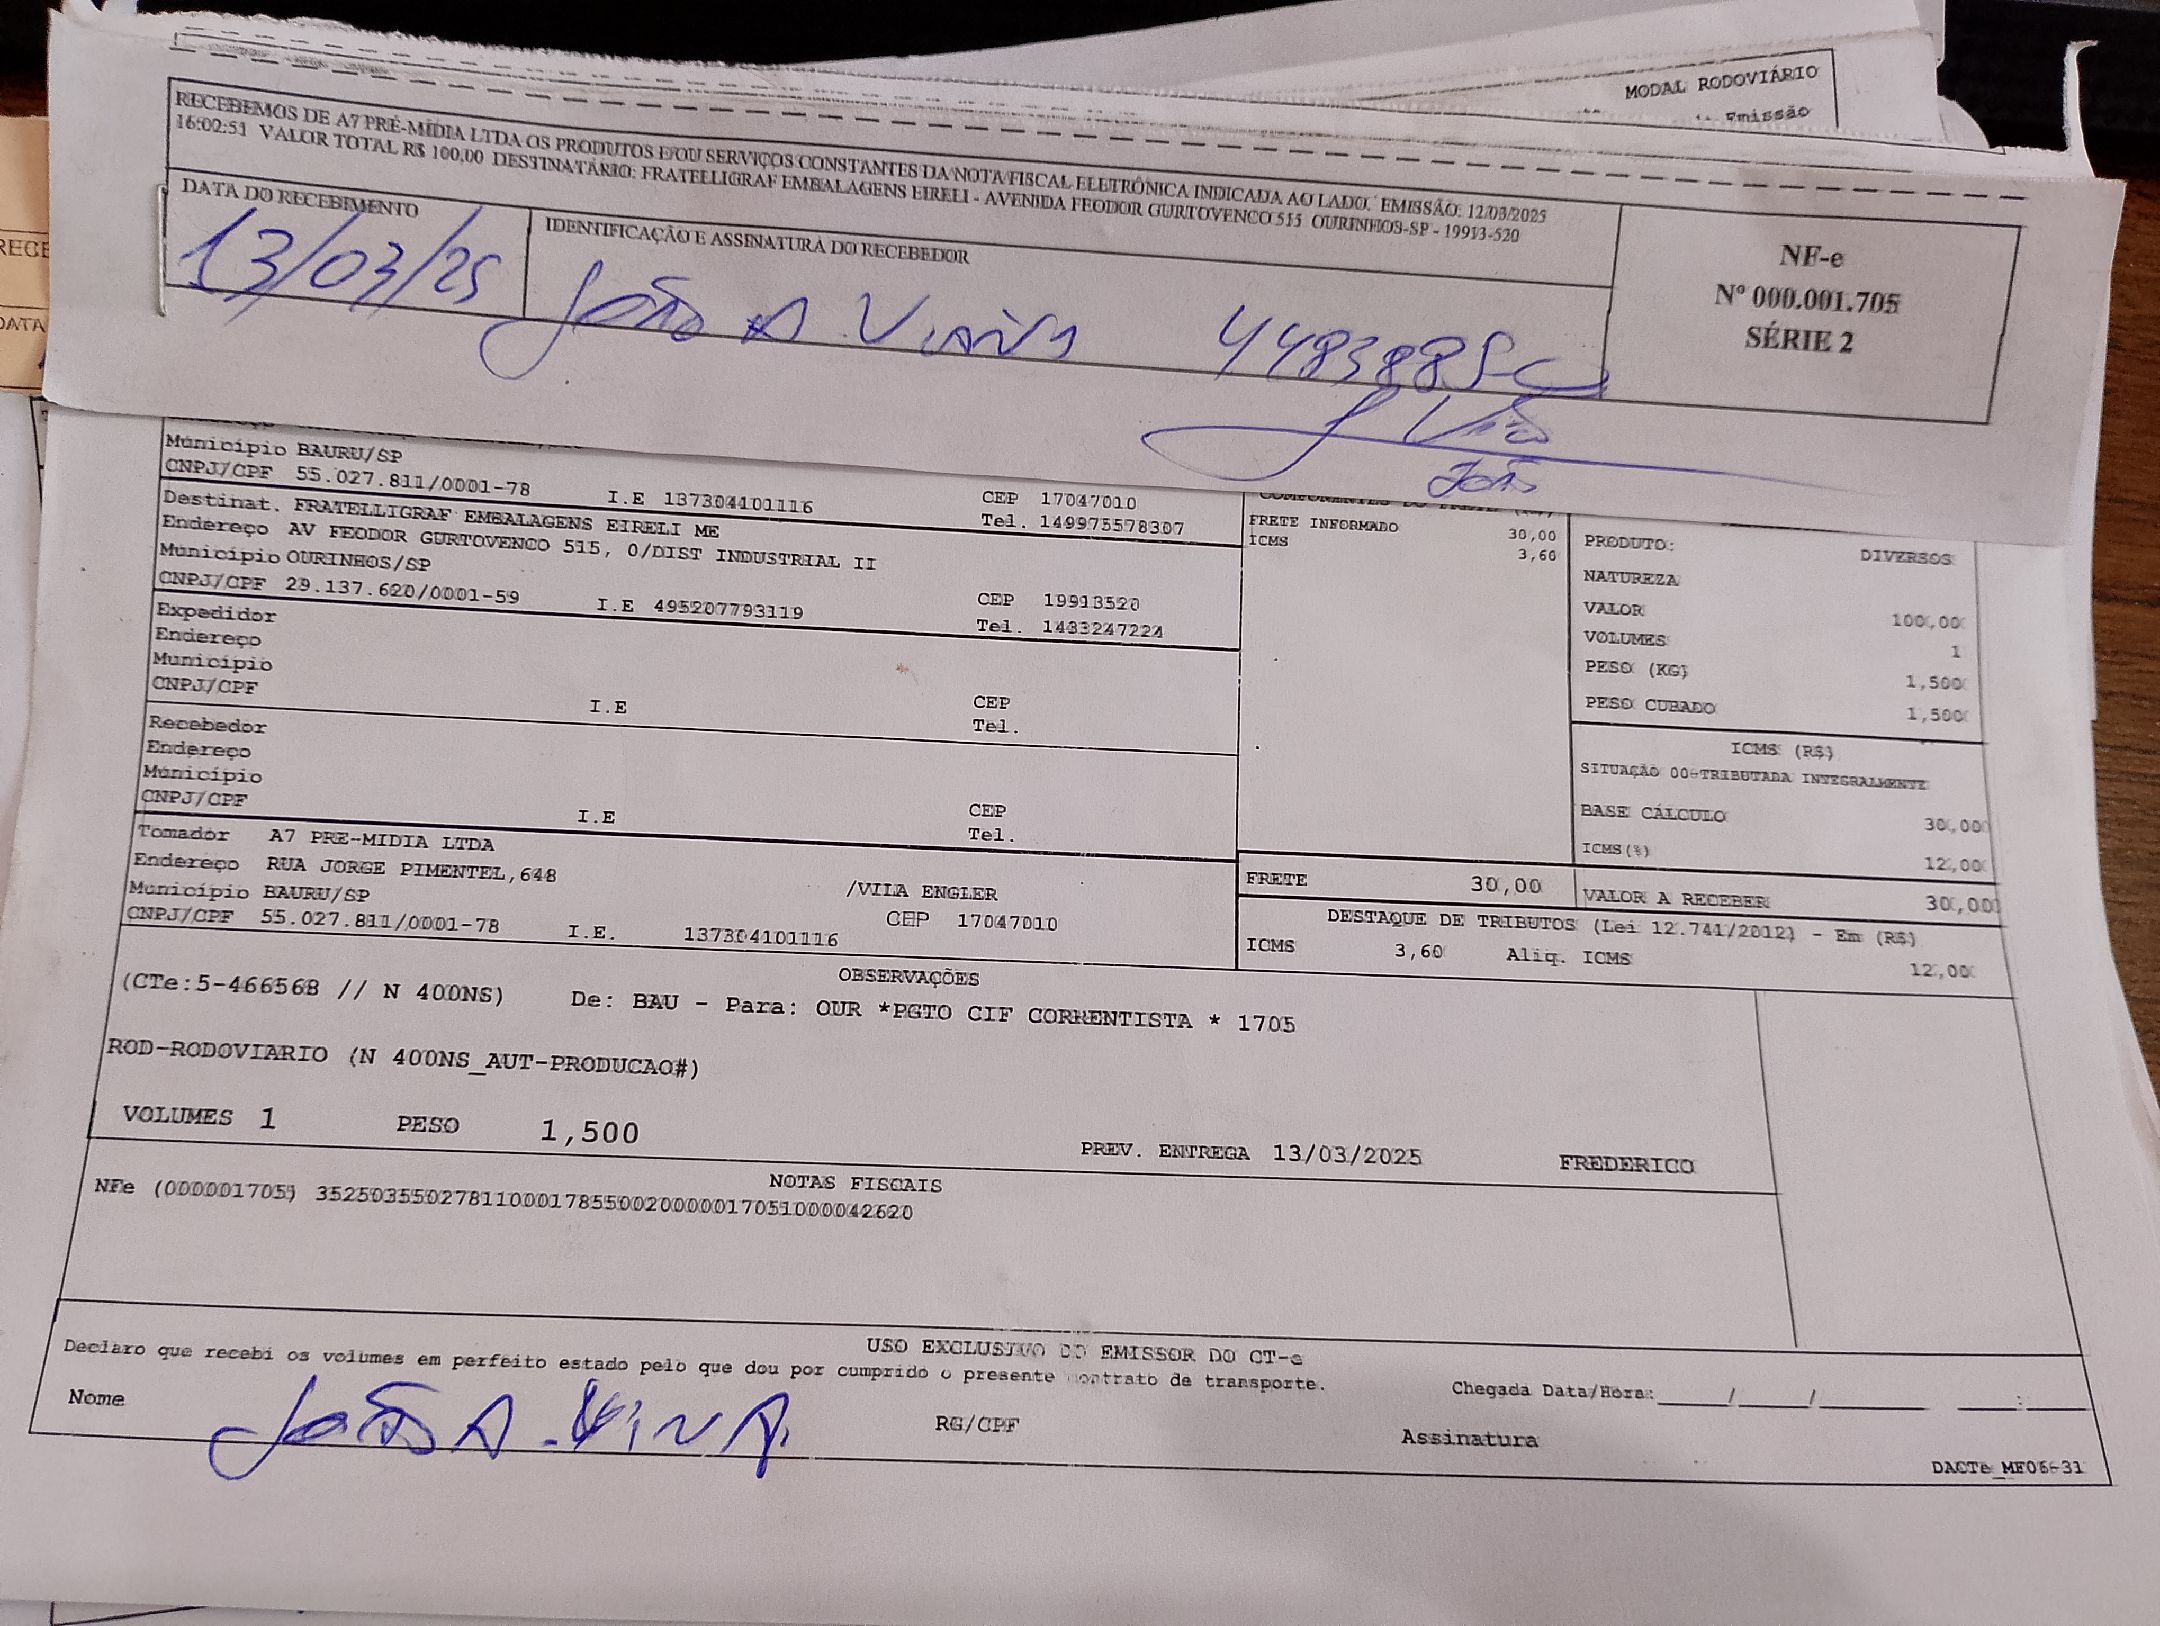 MODAL RODOVIÁRIO
Emissão
RECEBEMOS DE A7 PRÉ-MÍDIA LTDA OS PRODUTOS E/OU SERVIÇOS CONSTANTES DA NOTA FISCAL ELETRÔNICA INDICADA AO LADO. EMISSÃO: 12/03/2025
16:02:51 VALOR TOTAL R$ 100,00 DESTINATÁRIO: FRATELLIGRAF EMBALAGENS EIRELI - AVENIDA FEODOR GURTOVENCO 515 OURINHOS-SP - 19913-520
DATA DO RECEBIMENTO
13/03/25
IDENTIFICAÇÃO E ASSINATURA DO RECEBEDOR
João A
NF-e
Nº 000.001.705
SÉRIE 2
João
Município BAURU/SP
CNPJ/CPF 55.027.811/0001-78 I.E 137304101116 CEP 17047010
Tel. 149975578307
Destinat. FRATELLIGRAF EMBALAGENS EIRELI ME
Endereço AV FEODOR GURTOVENCO 515, 0/DIST INDUSTRIAL II
Município OURINHOS/SP
CNPJ/CPF 29.137.620/0001-59 I.E 495207793119 CEP 19913520
Tel. 1433247224
Expedidor
Endereço
Município
CNPJ/CPF I.E CEP
Tel.
Recebedor
Endereço
Município
CNPJ/CPF I.E CEP
Tel.
Tomador A7 PRE-MIDIA LTDA
Endereço RUA JORGE PIMENTEL,648 /VILA ENGLER
Município BAURU/SP CEP 17047010
CNPJ/CPF 55.027.811/0001-78 I.E. 137304101116
FRETE INFORMADO 30,00
ICMS 3,60
PRODUTO: DIVERSOS
NATUREZA
VALOR 100,00
VOLUMES 1
PESO (KG) 1,500
PESO CUBADO 1,500
ICMS (R$)
SITUAÇÃO 00-TRIBUTADA INTEGRALMENTE
BASE CÁLCULO 30,00
ICMS(%) 12,00
FRETE 30,00 VALOR A RECEBER 30,00
DESTAQUE DE TRIBUTOS (Lei 12.741/2012) - Em (R$)
ICMS 3,60 Aliq. ICMS 12,00
OBSERVAÇÕES
(CTe:5-466568 // N 400NS) De: BAU - Para: OUR *PGTO CIF CORRENTISTA * 1705
ROD-RODOVIARIO (N 400NS_AUT-PRODUCAO#)
VOLUMES 1 PESO 1,500 PREV. ENTREGA 13/03/2025 FREDERICO
NOTAS FISCAIS
NFe (000001705) 35250355027811000178550020000017051000042620
USO EXCLUSIVO DO EMISSOR DO CT-e
Declaro que recebi os volumes em perfeito estado pelo que dou por cumprido o presente contrato de transporte.
Chegada Data/Hora:____/____/______ ___:___
Nome João A. RG/CPF Assinatura
DACTe_MF06-31